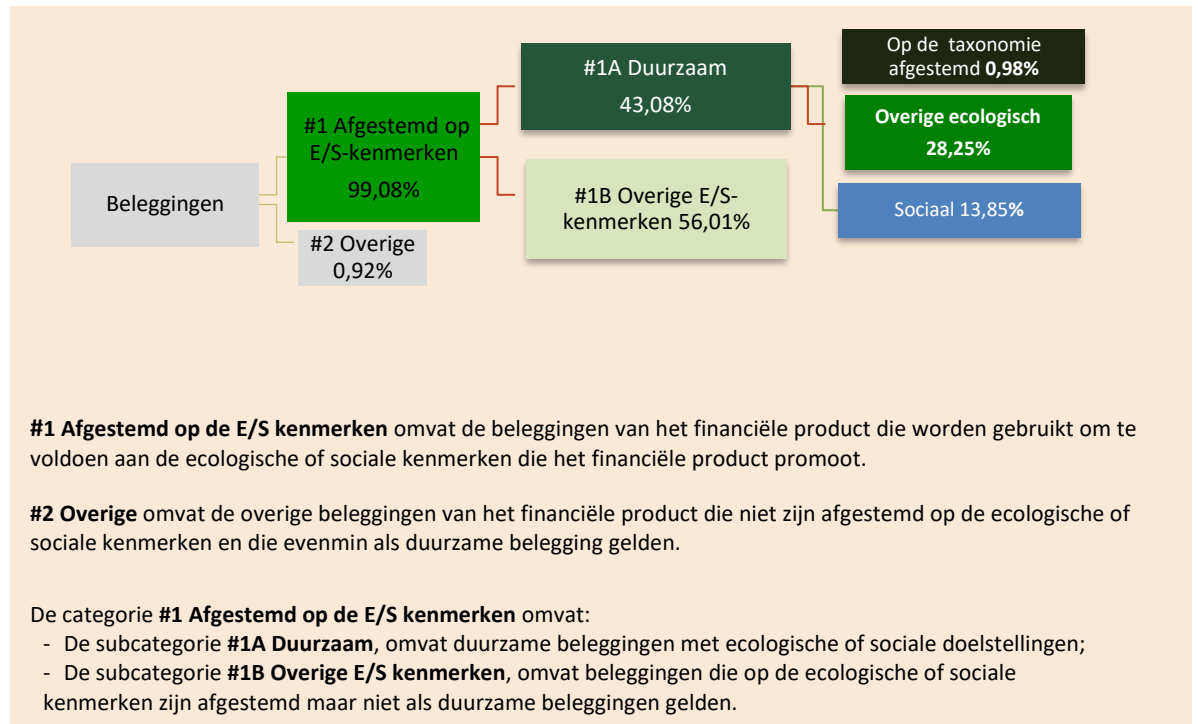 Beleggingen
#1 Afgestemd op
E/S-kenmerken
99,08%
#2 Overige
0,92%
#1A Duurzaam
43,08%
#1B Overige E/S-
kenmerken 56,01%
Op de taxonomie
afgestemd 0,98%
Overige ecologisch
28,25%
Sociaal 13,85%
#1 Afgestemd op de E/S kenmerken omvat de beleggingen van het financiële product die worden gebruikt om te
voldoen aan de ecologische of sociale kenmerken die het financiële product promoot.
#2 Overige omvat de overige beleggingen van het financiële product die niet zijn afgestemd op de ecologische of
sociale kenmerken en die evenmin als duurzame belegging gelden.
De categorie #1 Afgestemd op de E/S kenmerken omvat:
- De subcategorie #1A Duurzaam, omvat duurzame beleggingen met ecologische of sociale doelstellingen;
- De subcategorie #1B Overige E/S kenmerken, omvat beleggingen die op de ecologische of sociale
kenmerken zijn afgestemd maar niet als duurzame beleggingen gelden.